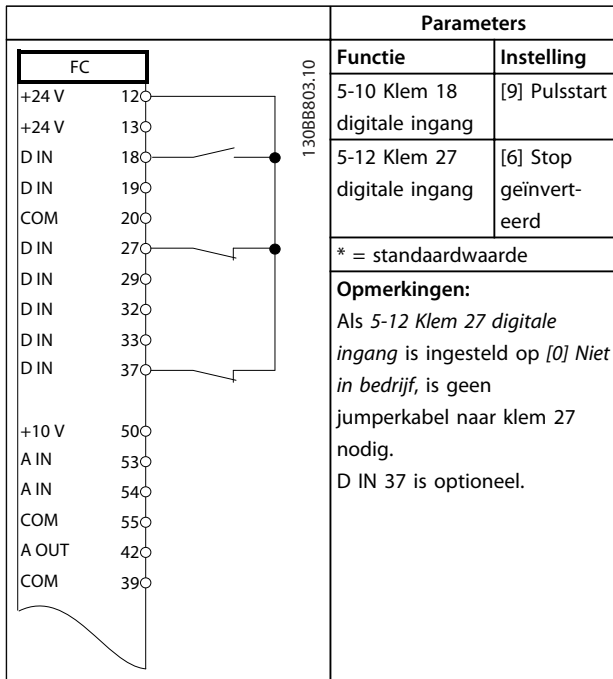 Parameters
FC
130BB803.10
Functie Instelling
+24 V 12
+24 V 13
D IN 18
D IN 19
COM 20
D IN 27
D IN 29
D IN 32
D IN 33
D IN 37
+10 V 50
A IN 53
A IN 54
COM 55
A OUT 42
COM 39
5-10 Klem 18 [9] Pulsstart
digitale ingang
5-12 Klem 27 [6] Stop
digitale ingang geïnvert-
eerd
* = standaardwaarde
Opmerkingen:
Als 5-12 Klem 27 digitale
ingang is ingesteld op [0] Niet
in bedrijf, is geen
jumperkabel naar klem 27
nodig.
D IN 37 is optioneel.